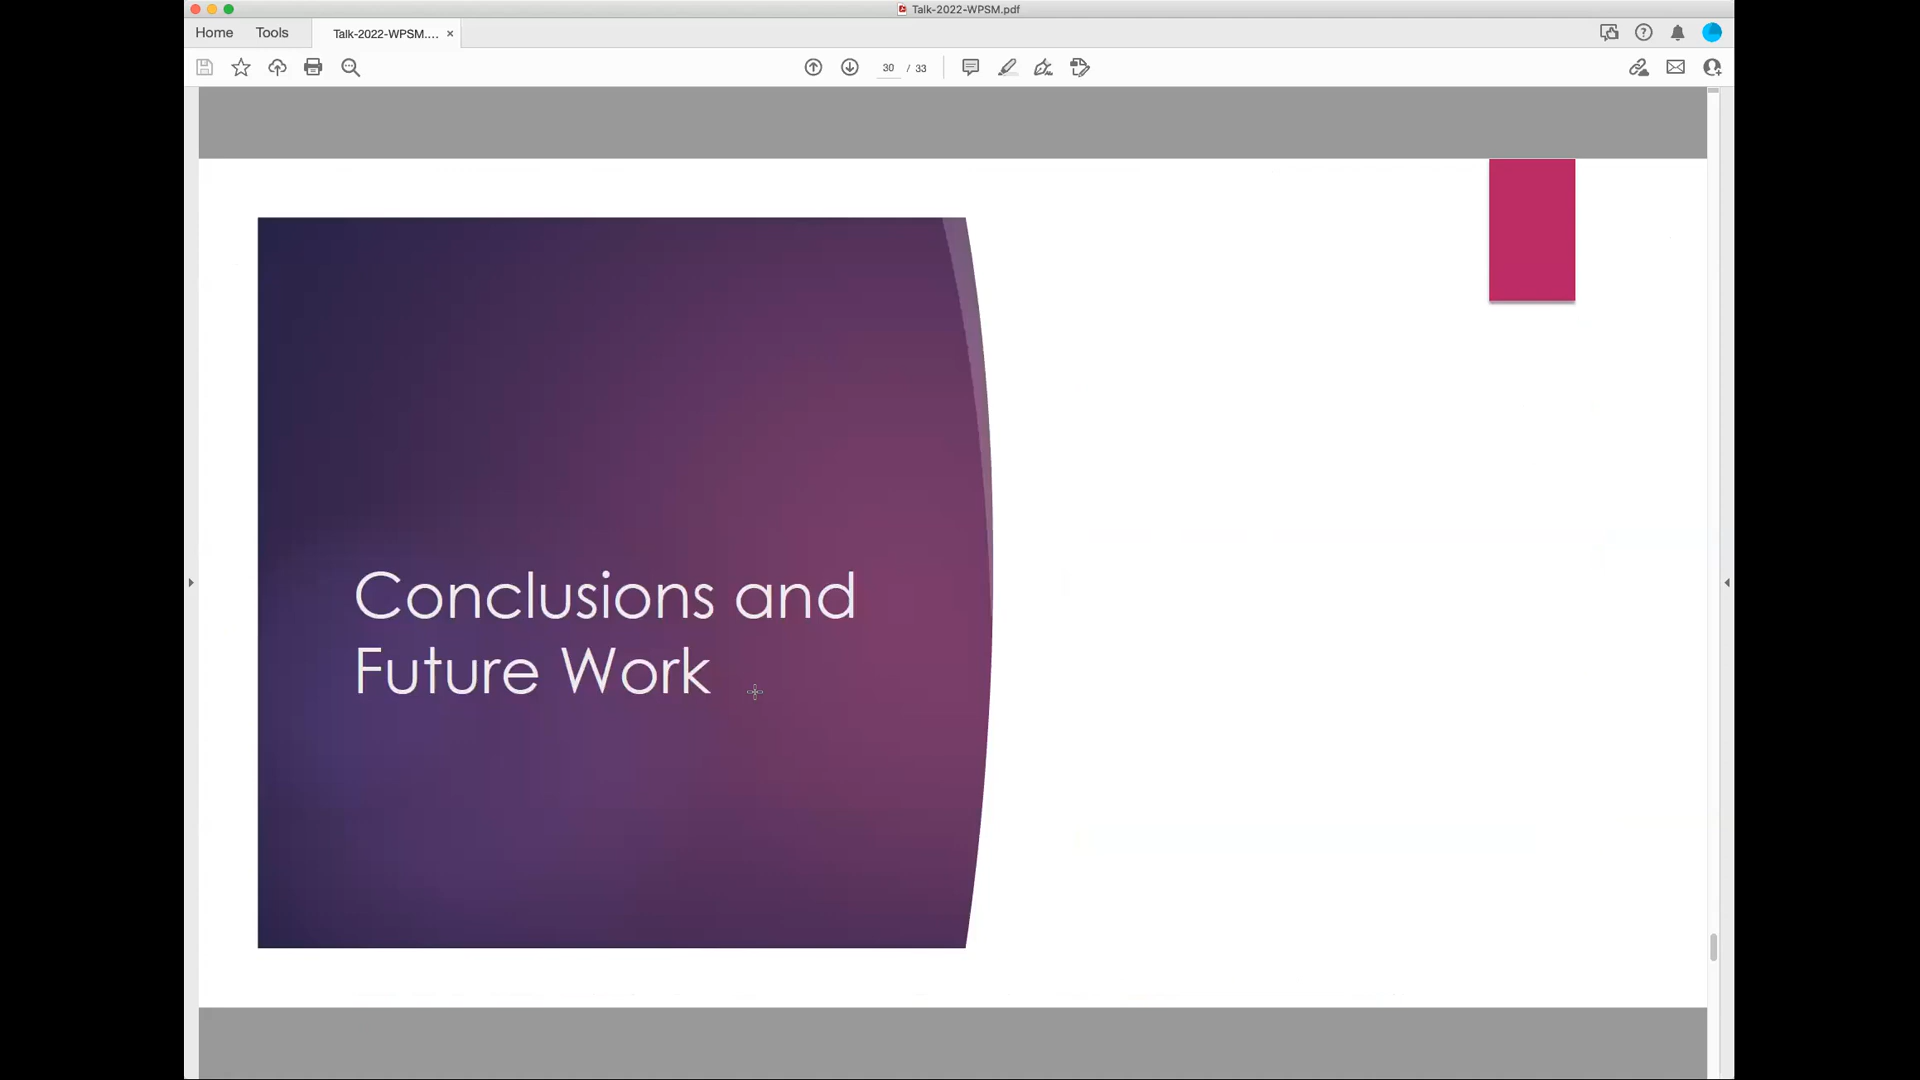 Talk-2022-WPSM.pdf
Home Tools Talk-2022-WPSM.... ×
30 / 33
Conclusions and
Future Work